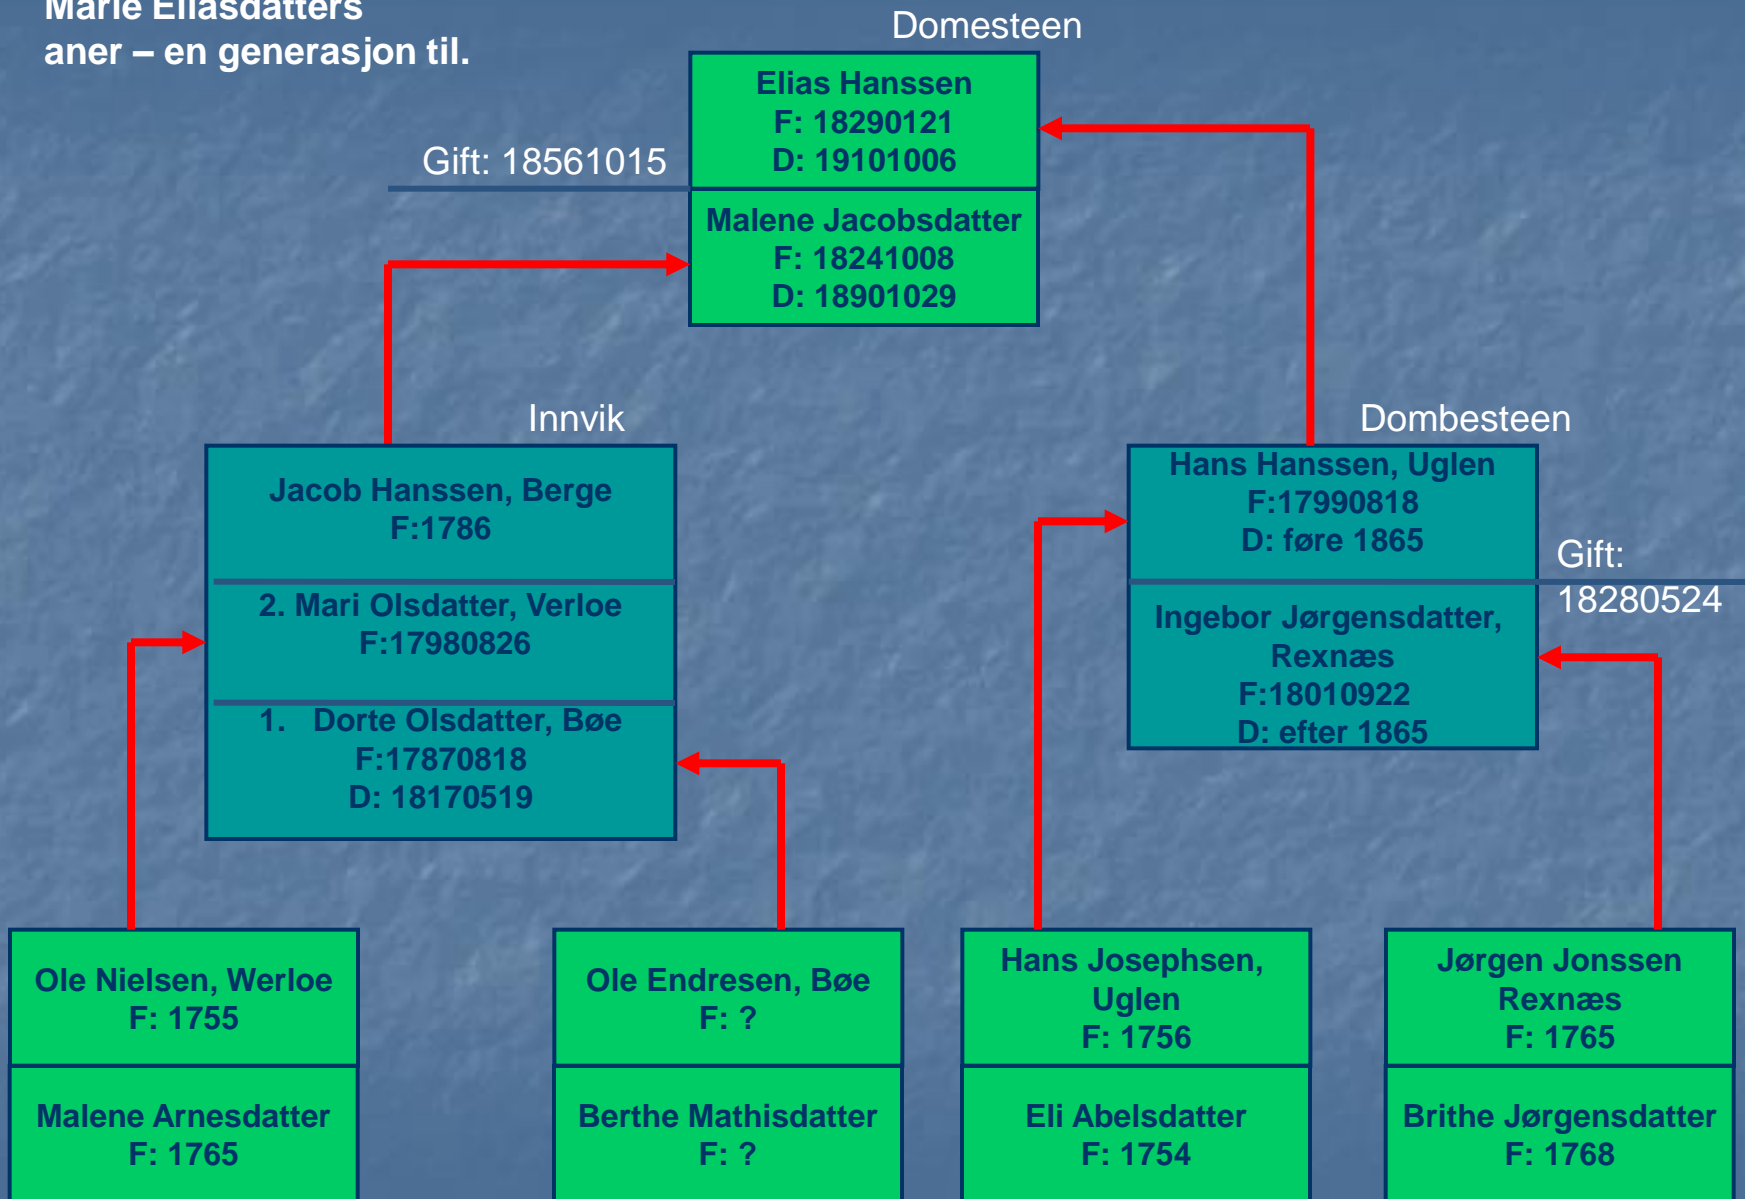 Marie Eliasdatters
aner – en generasjon til.
Domesteen
Elias Hanssen
F: 18290121
D: 19101006
Gift: 18561015
Malene Jacobsdatter
F: 18241008
D: 18901029
Innvik
Jacob Hanssen, Berge
F:1786
2. Mari Olsdatter, Verloe
F:17980826
1. Dorte Olsdatter, Bøe
F:17870818
D: 18170519
Dombesteen
Hans Hanssen, Uglen
F:17990818
D: føre 1865
Gift:
18280524
Ingebor Jørgensdatter,
Rexnæs
F:18010922
D: efter 1865
Ole Nielsen, Werloe
F: 1755
Malene Arnesdatter
F: 1765
Ole Endresen, Bøe
F: ?
Berthe Mathisdatter
F: ?
Hans Josephsen,
Uglen
F: 1756
Eli Abelsdatter
F: 1754
Jørgen Jonssen
Rexnæs
F: 1765
Brithe Jørgensdatter
F: 1768